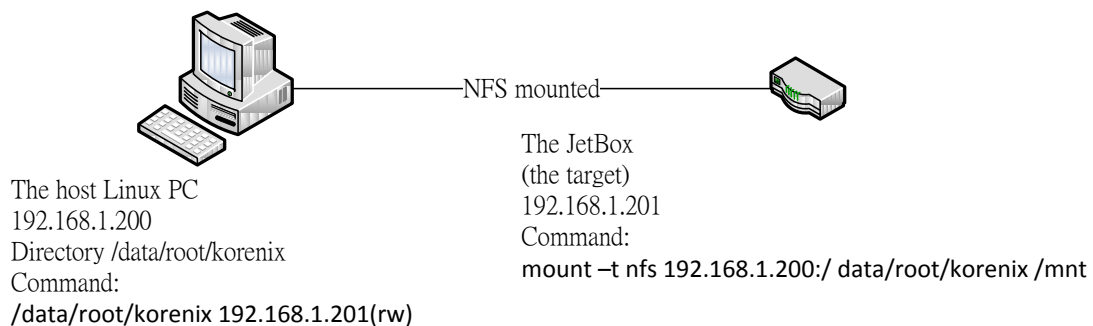 NFS mounted
The host Linux PC
192.168.1.200
Directory /data/root/korenix
Command:
/data/root/korenix 192.168.1.201(rw)
The JetBox
(the target)
192.168.1.201
Command:
mount –t nfs 192.168.1.200:/ data/root/korenix /mnt